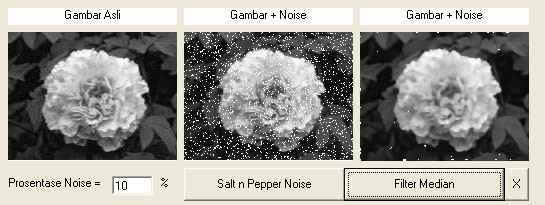 Gambar Asli
Gambar + Noise
Gambar + Noise
Prosentase Noise =
10
%
Salt n Pepper Noise
Filter Median
X